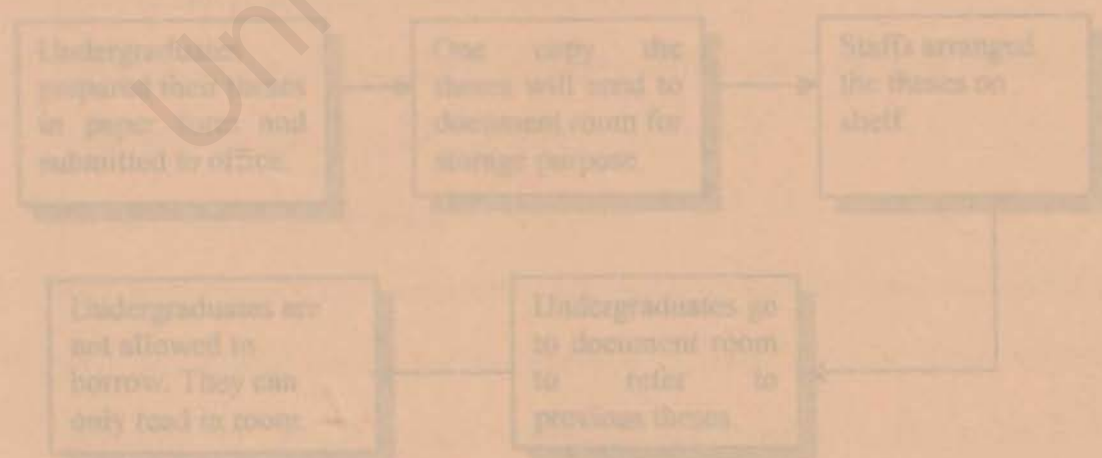 Uni
Undergraduates
prepared their theses
in paper form and
submitted to office.
One copy the
theses will send to
document room for
storage purpose.
Staffs arranged
the theses on
shelf
Undergraduates go
to document room
to refer to
previous theses.
Undergraduates are
not allowed to
borrow. They can
only read in room.